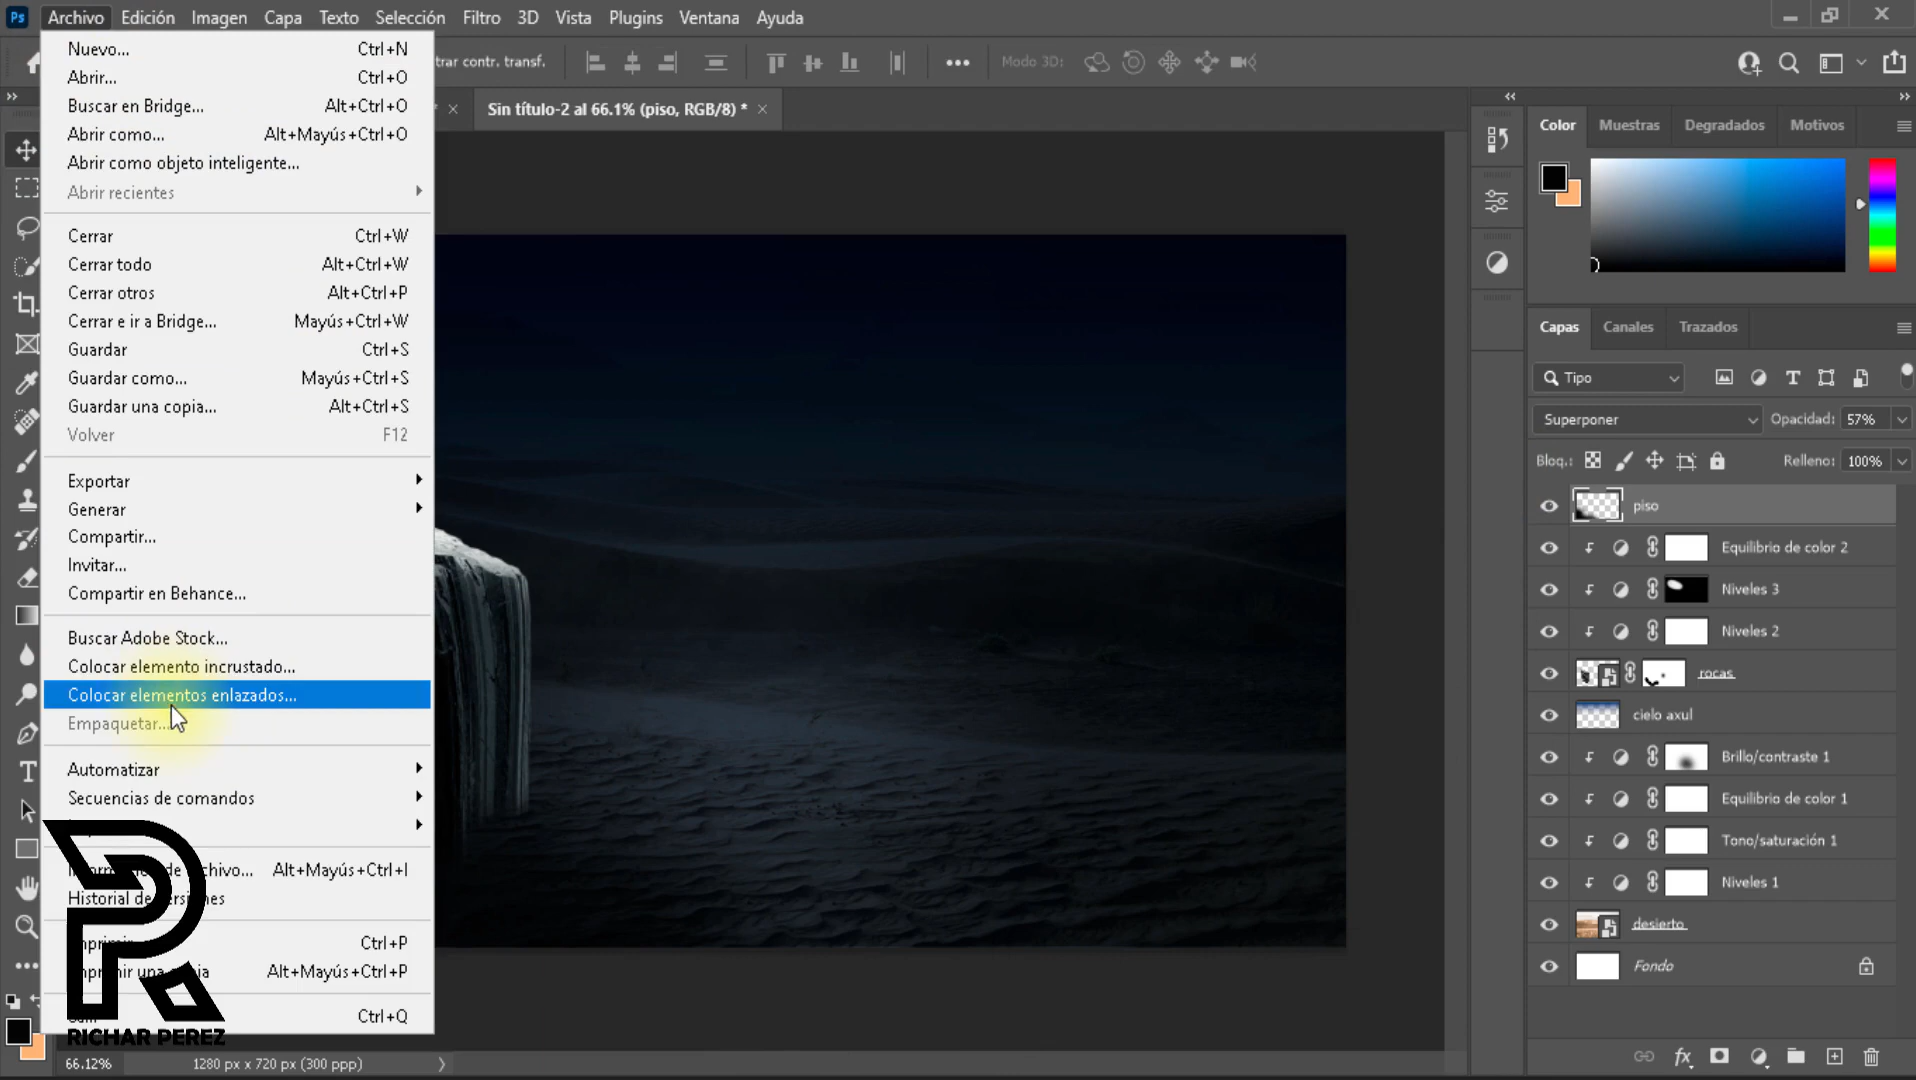 Ps Archivo Edición Imagen Capa Texto Selección Filtro 3D Vista Plugins Ventana Ayuda
Nuevo... Ctrl+N
Abrir... Ctrl+O
Buscar en Bridge... Alt+Ctrl+O
Abrir como... Alt+Mayús+Ctrl+O
Abrir como objeto inteligente...
Abrir recientes
Cerrar Ctrl+W
Cerrar todo Alt+Ctrl+W
Cerrar otros Alt+Ctrl+P
Cerrar e ir a Bridge... Mayús+Ctrl+W
Guardar Ctrl+S
Guardar como... Mayús+Ctrl+S
Guardar una copia... Alt+Ctrl+S
Volver F12
Exportar
Generar
Compartir...
Invitar...
Compartir en Behance...
Buscar Adobe Stock...
Colocar elemento incrustado...
Colocar elementos enlazados...
Empaquetar...
Automatizar
Secuencias de comandos
Alt+Mayús+Ctrl+I
Historial de
Ctrl+P
Alt+Mayús+Ctrl+P
Ctrl+Q
RICHAR PEREZ
66.12% 1280 px x 720 px (300 ppp)
trar contr. transf.
Modo 3D:
Sin título-2 al 66.1% (piso, RGB/8) *
Color Muestras Degradados Motivos
Capas Canales Trazados
Tipo
Superponer Opacidad: 57%
Bloq.: Relleno: 100%
piso
Equilibrio de color 2
Niveles 3
Niveles 2
rocas
cielo axul
Brillo/contraste 1
Equilibrio de color 1
Tono/saturación 1
Niveles 1
desierto
Fondo
fx